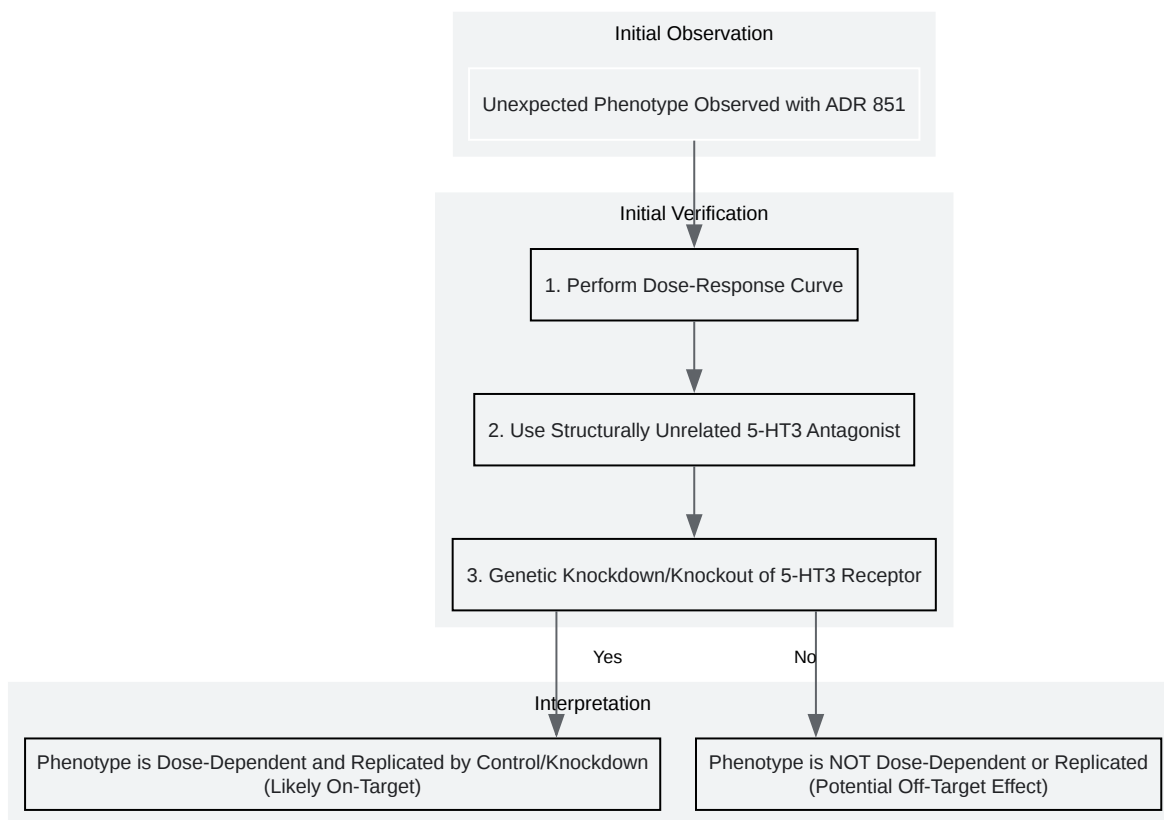 Initial Observation
Unexpected Phenotype Observed with ADR 851
Initial Verification
1. Perform Dose-Response Curve
2. Use Structurally Unrelated 5-HT3 Antagonist
3. Genetic Knockdown/Knockout of 5-HT3 Receptor
Yes
No
Interpretation
Phenotype is Dose-Dependent and Replicated by Control/Knockdown
(Likely On-Target)
Phenotype is NOT Dose-Dependent or Replicated
(Potential Off-Target Effect)